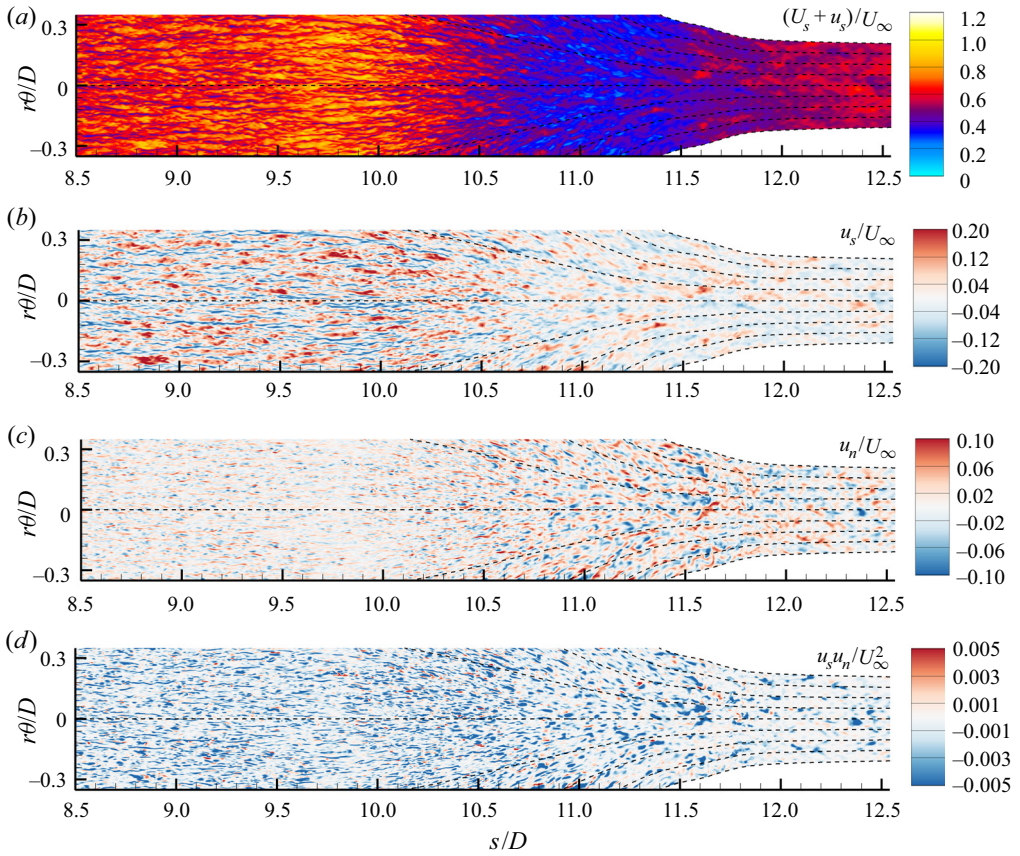 (a)
(U_s + u_s)/U_∞
rθ/D
0.3
0
−0.3
8.5 9.0 9.5 10.0 10.5 11.0 11.5 12.0 12.5
1.2
1.0
0.8
0.6
0.4
0.2
0
(b)
u_s/U_∞
rθ/D
0.3
0
−0.3
8.5 9.0 9.5 10.0 10.5 11.0 11.5 12.0 12.5
0.20
0.12
0.04
−0.04
−0.12
−0.20
(c)
u_n/U_∞
rθ/D
0.3
0
−0.3
8.5 9.0 9.5 10.0 10.5 11.0 11.5 12.0 12.5
0.10
0.06
0.02
−0.02
−0.06
−0.10
(d)
u_s u_n/U_∞^2
rθ/D
0.3
0
−0.3
8.5 9.0 9.5 10.0 10.5 11.0 11.5 12.0 12.5
s/D
0.005
0.003
0.001
−0.001
−0.003
−0.005